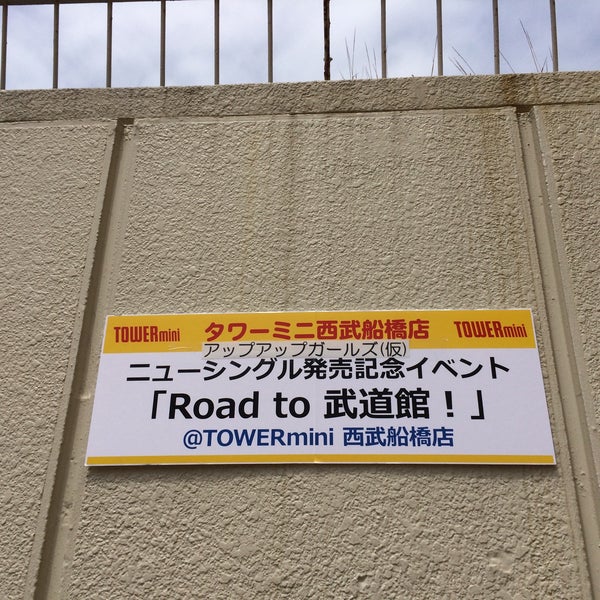 TOWERmini タワーミニ西武船橋店 TOWERmini
アップアップガールズ(仮)
ニューシングル発売記念イベント
「Road to 武道館！」
@TOWERmini 西武船橋店